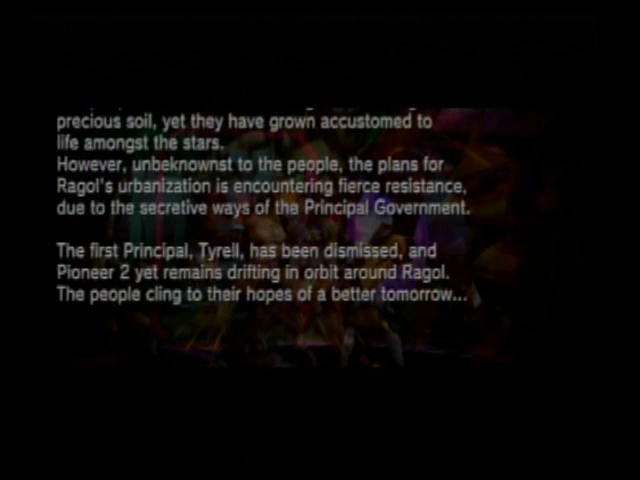 precious soil, yet they have grown accustomed to
life amongst the stars.
However, unbeknownst to the people, the plans for
Ragol's urbanization is encountering fierce resistance,
due to the secretive ways of the Principal Government.
The first Principal, Tyrell, has been dismissed, and
Pioneer 2 yet remains drifting in orbit around Ragol.
The people cling to their hopes of a better tomorrow...